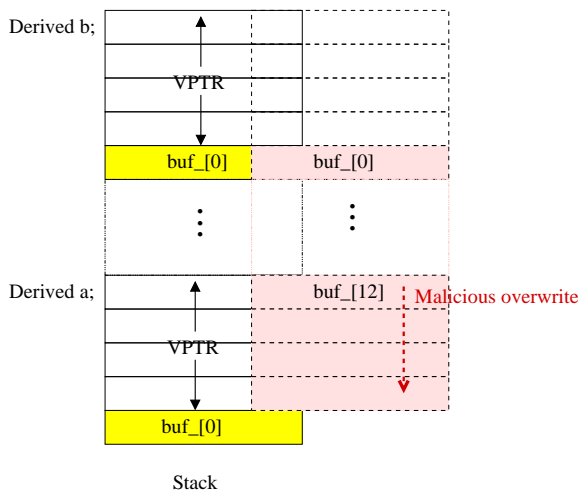 Derived b;
VPTR
buf_[0] buf_[0]
Derived a;
buf_[12]
Malicious overwrite
VPTR
buf_[0]
Stack